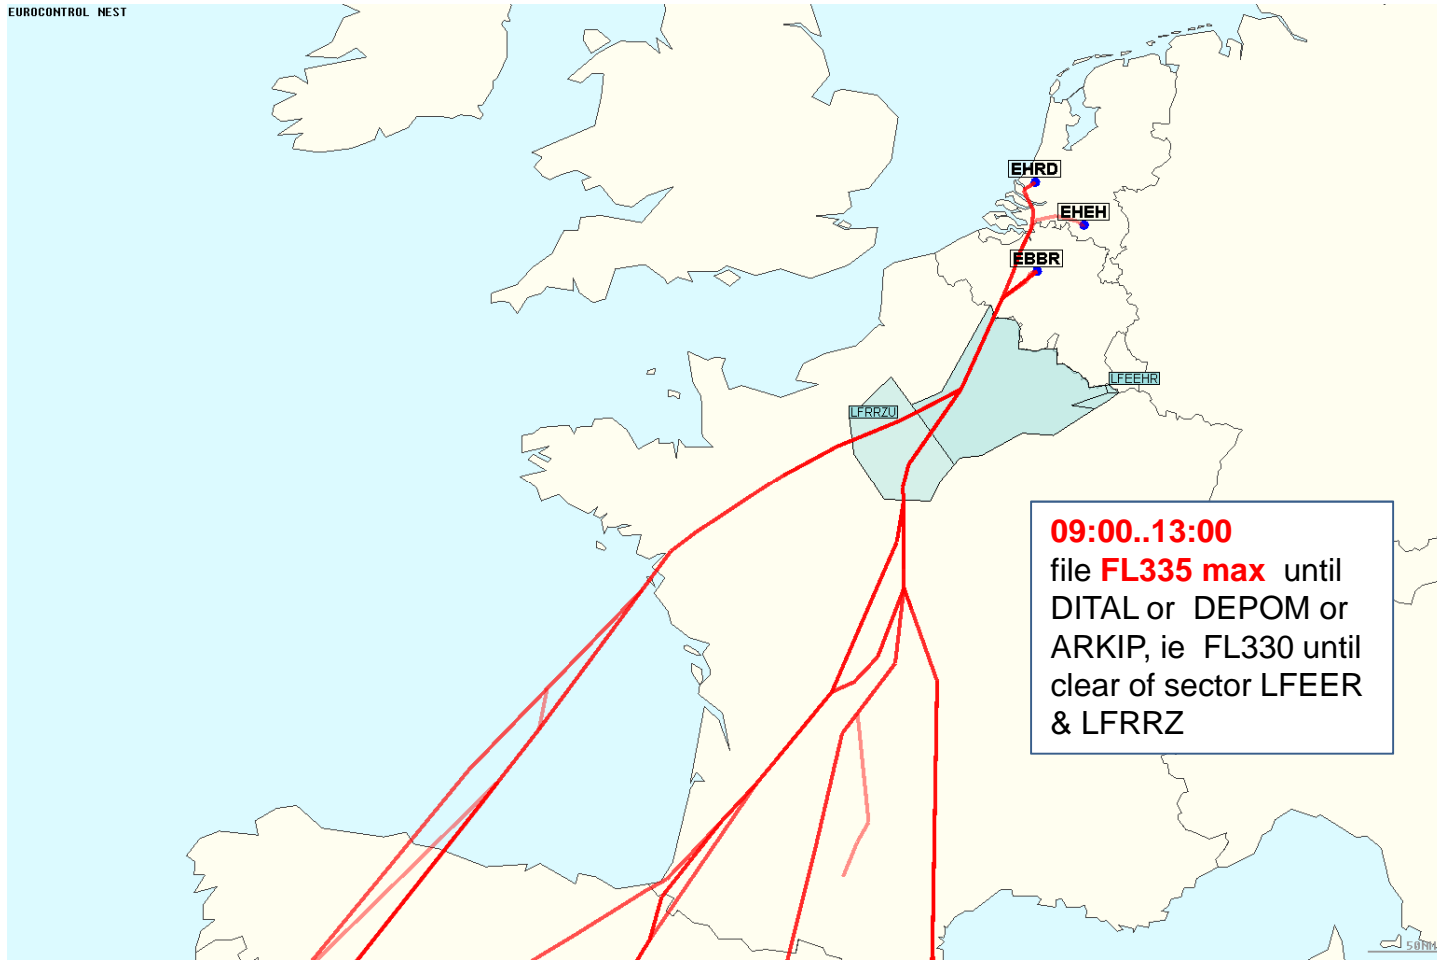 EUROCONTROL NEST
EHRD
EHEH
EBBR
LFEEHR
LFRRZU
09:00..13:00
file FL335 max until
DITAL or DEPOM or
ARKIP, ie FL330 until
clear of sector LFEER
& LFRRZ
50NM